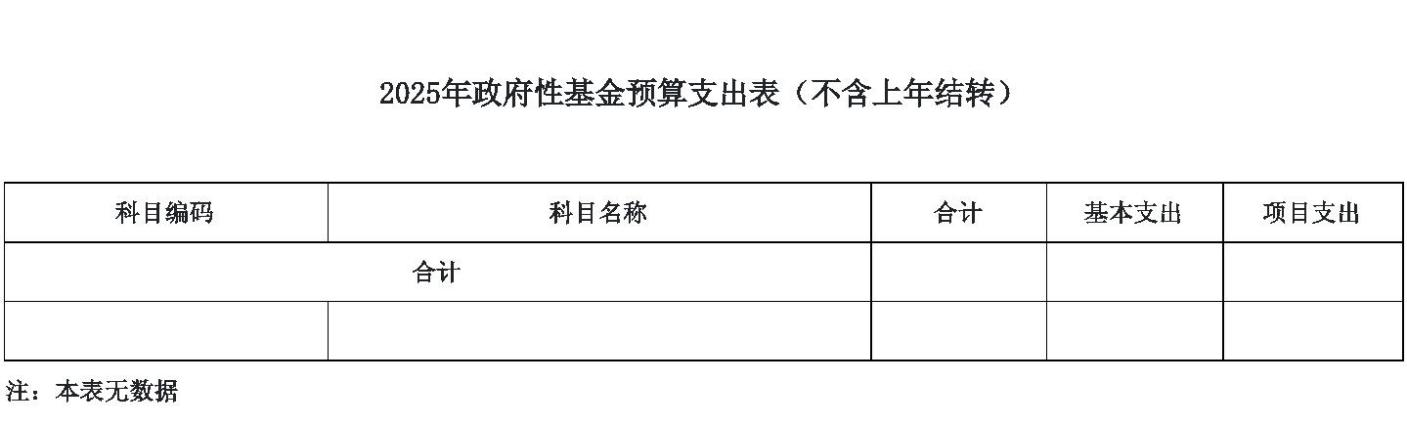 2025年政府性基金预算支出表（不含上年结转）
科目编码 科目名称 合计 基本支出 项目支出
合计
注：本表无数据